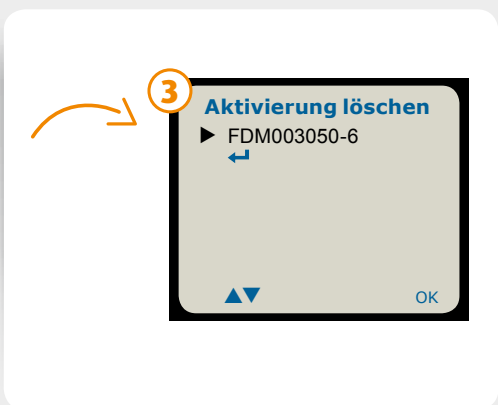 3
Aktivierung löschen
▶ FDM003050-6
↵
▲▼ OK